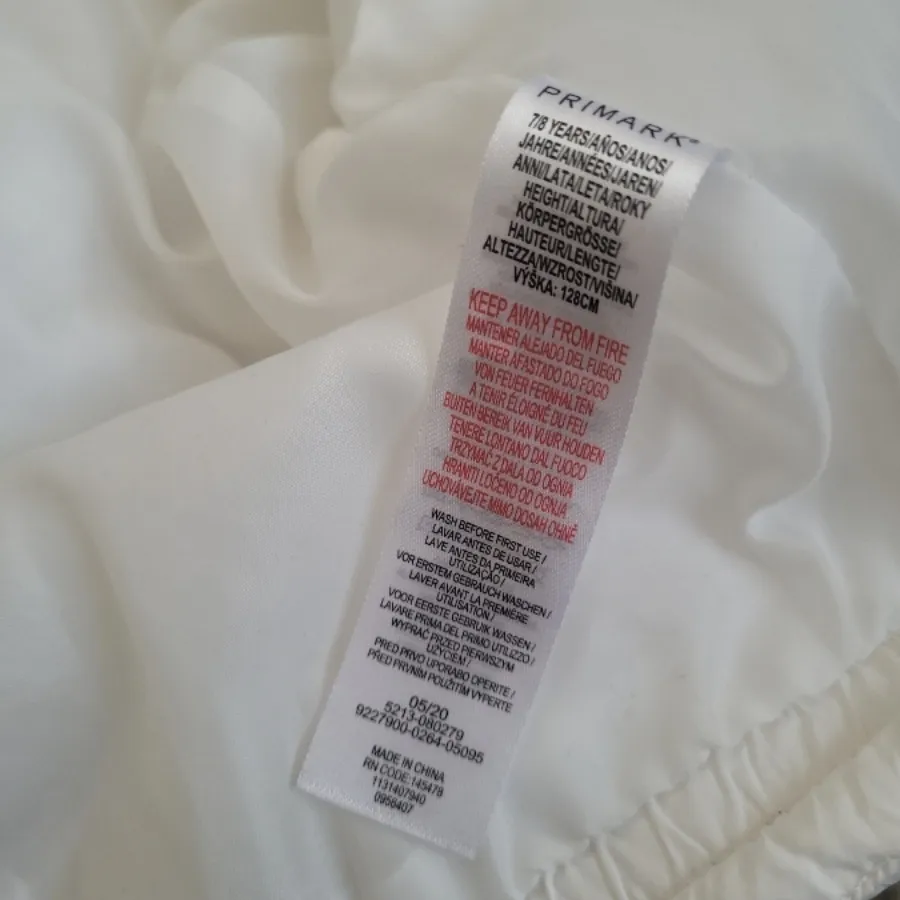 PRIMARK®
7/8 YEARS/AÑOS/ANOS/
JAHRE/ANNÉES/JAREN/
ANNI/LATA/LETA/ROKY
HEIGHT/ALTURA/
KÖRPERGRÖSSE/
HAUTEUR/LENGTE/
ALTEZZA/WZROST/VIŠINA/
VÝŠKA: 128CM
KEEP AWAY FROM FIRE
MANTENER ALEJADO DEL FUEGO
MANTER AFASTADO DO FOGO
VON FEUER FERNHALTEN
A TENIR ÉLOIGNÉ DU FEU
BUITEN BEREIK VAN VUUR HOUDEN
TENERE LONTANO DAL FUOCO
TRZYMAĆ Z DALA OD OGNIA
HRANITI LOČENO OD OGNJA
UCHOVÁVEJTE MIMO DOSAH OHNĚ
WASH BEFORE FIRST USE /
LAVAR ANTES DE USAR /
LAVE ANTES DA PRIMEIRA
UTILIZAÇÃO /
VOR ERSTEM GEBRAUCH WASCHEN /
LAVER AVANT LA PREMIÈRE
UTILISATION /
VOOR EERSTE GEBRUIK WASSEN /
LAVARE PRIMA DEL PRIMO UTILIZZO /
WYPRAĆ PRZED PIERWSZYM
UŻYCIEM /
PRED PRVO UPORABO OPERITE /
PŘED PRVNÍM POUŽITÍM VYPERTE
05/20
5213-080279
9227900-0264-05095
MADE IN CHINA
RN CODE:145479
1131407940
0958407